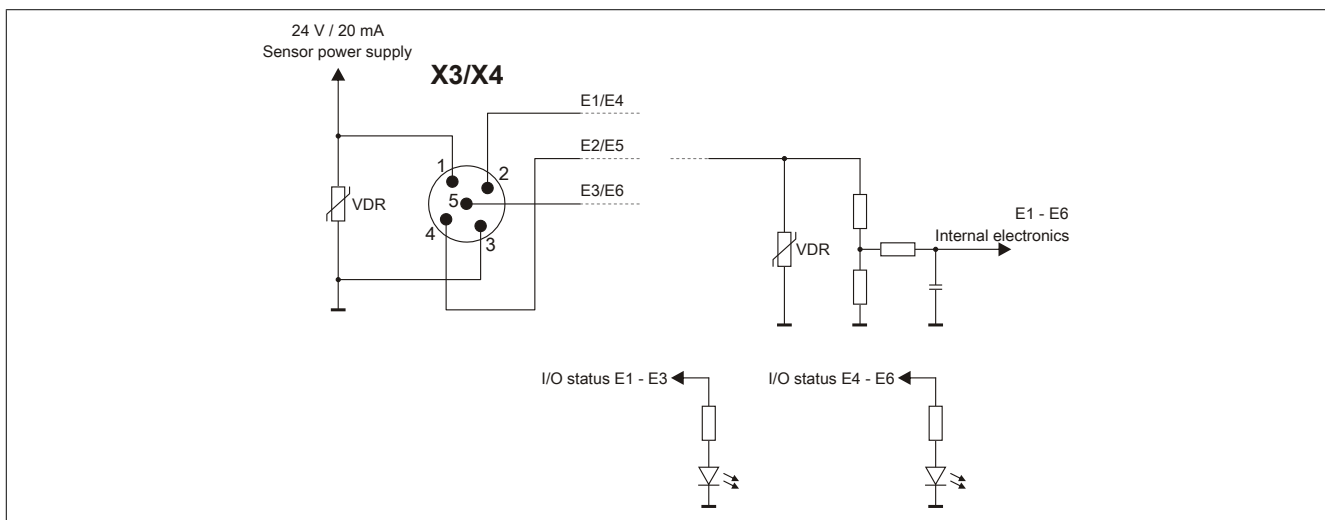 24 V / 20 mA
Sensor power supply
X3/X4
E1/E4
E2/E5
E3/E6
1
2
5
4
3
VDR
VDR
E1 - E6
Internal electronics
I/O status E1 - E3
I/O status E4 - E6